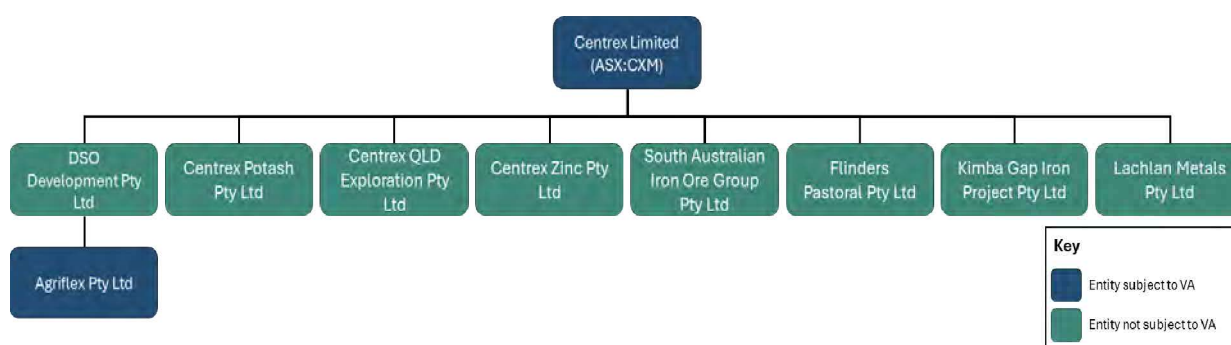 Centrex Limited
(ASX:CXM)
DSO
Development Pty
Ltd
Centrex Potash
Pty Ltd
Centrex QLD
Exploration Pty
Ltd
Centrex Zinc Pty
Ltd
South Australian
Iron Ore Group
Pty Ltd
Flinders
Pastoral Pty Ltd
Kimba Gap Iron
Project Pty Ltd
Lachlan Metals
Pty Ltd
Agriflex Pty Ltd
Key
Entity subject to VA
Entity not subject to VA